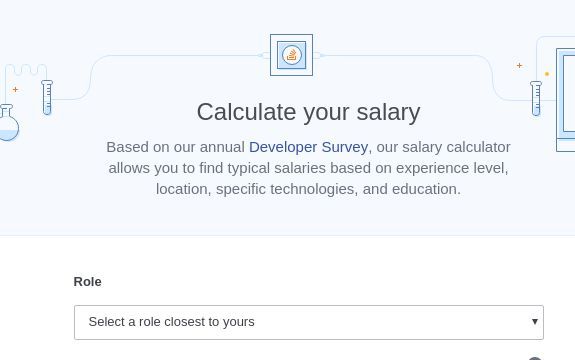 Calculate your salary
Based on our annual Developer Survey, our salary calculator
allows you to find typical salaries based on experience level,
location, specific technologies, and education.
Role
Select a role closest to yours